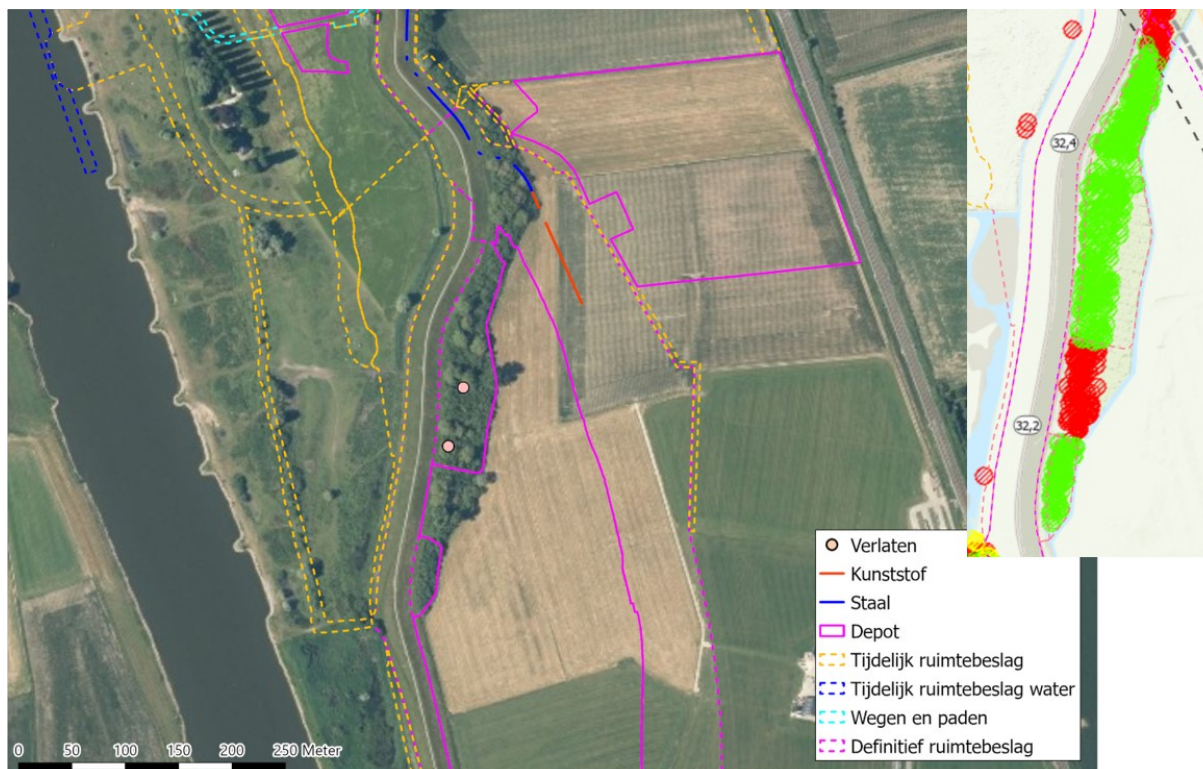 32,4
32,2
Verlaten
Kunststof
Staal
Depot
Tijdelijk ruimtebeslag
Tijdelijk ruimtebeslag water
Wegen en paden
Definitief ruimtebeslag
0 50 100 150 200 250 Meter